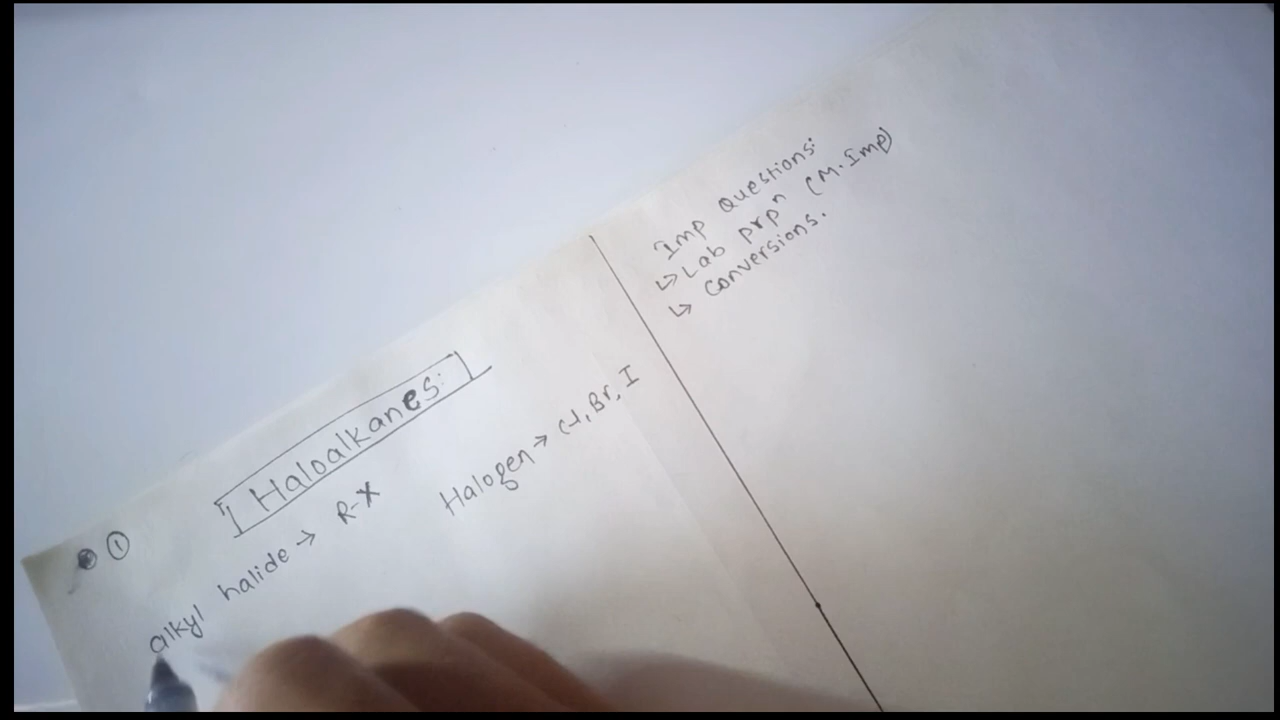 ① Haloalkanes:
alkyl halide → R-X Halogen → Cl, Br, I
Imp Questions:
↳ Lab prpⁿ (M.Imp)
↳ conversions.